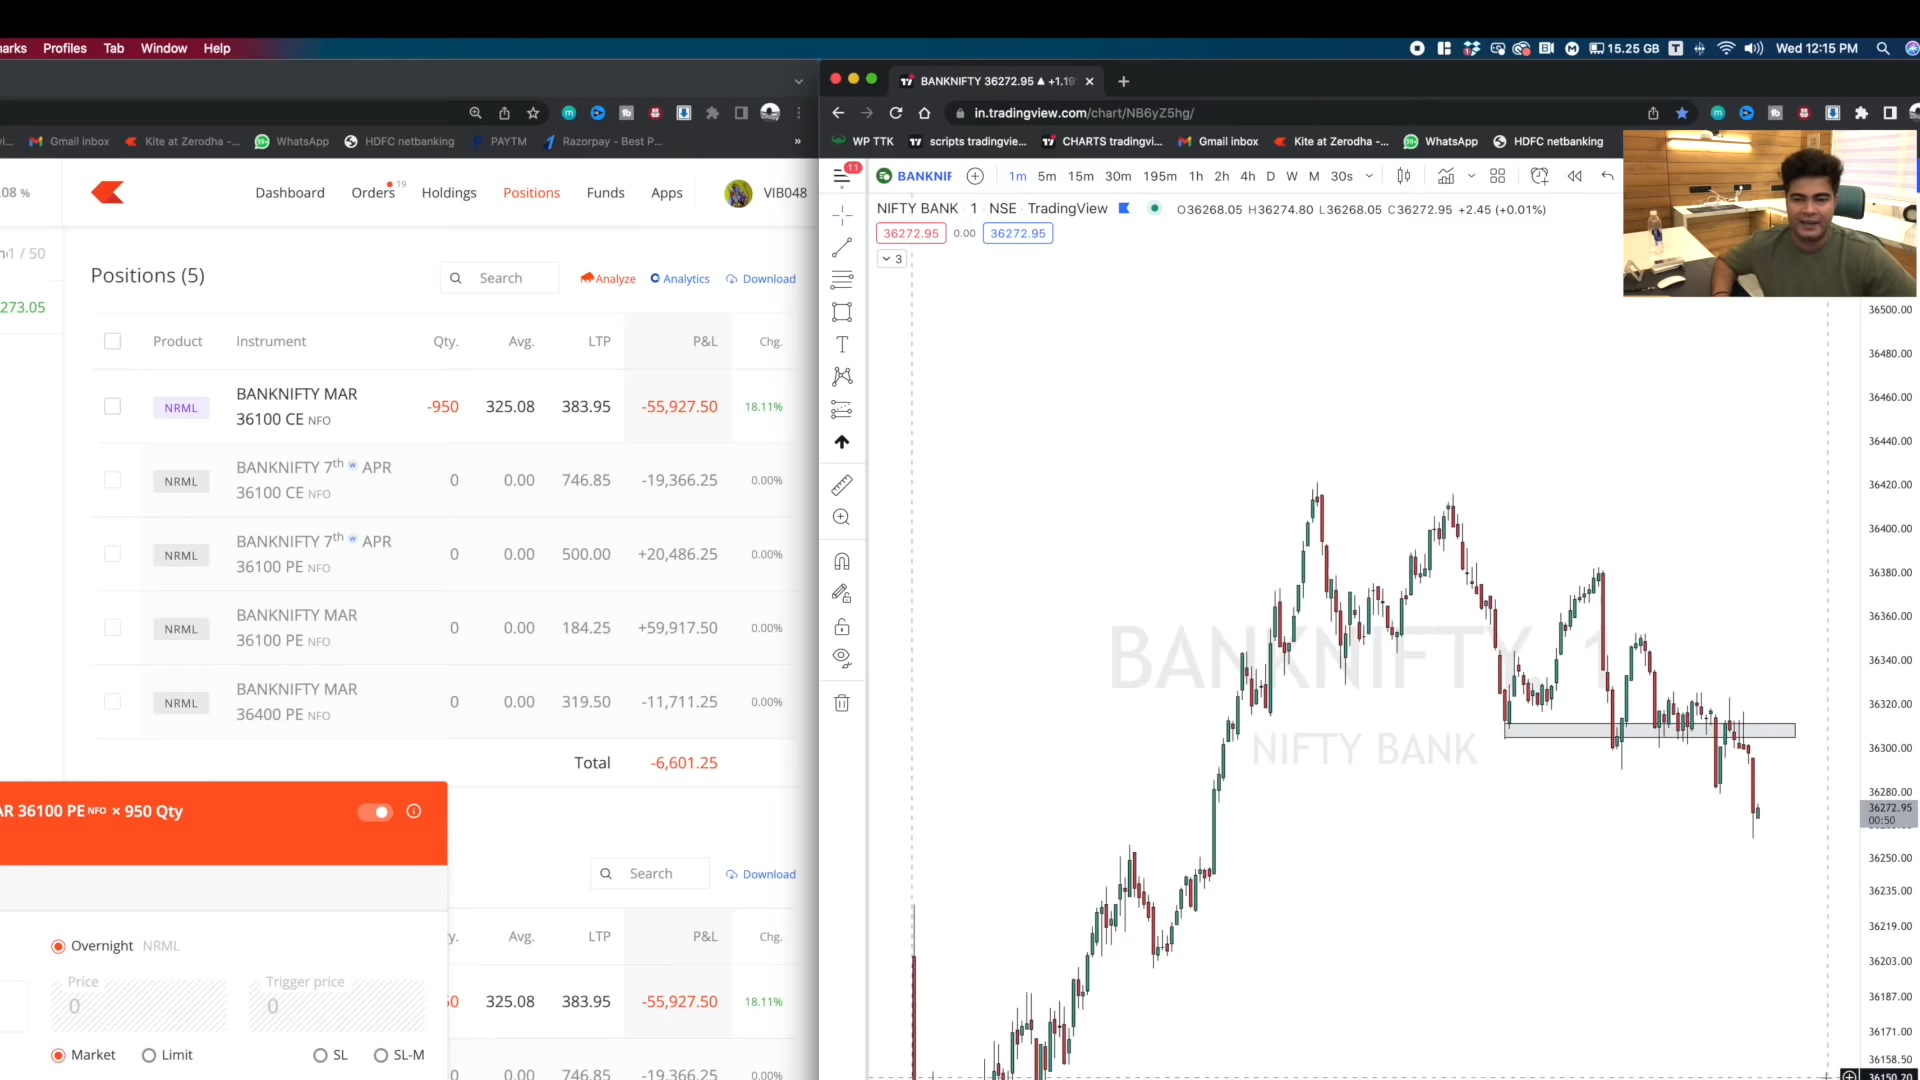 narks Profiles Tab Window Help
15.25 GB Wed 12:15 PM
BANKNIFTY 36272.95 ▲ +1.19
in.tradingview.com/chart/NB6yZ5hg/
Gmail inbox Kite at Zerodha -... WhatsApp HDFC netbanking PAYTM Razorpay - Best P... »
WP TTK scripts tradingvie... CHARTS tradingvi... Gmail inbox Kite at Zerodha -... WhatsApp HDFC netbanking
.08 %
Dashboard Orders 19 Holdings Positions Funds Apps VIB048
1 / 50
273.05
Positions (5) Search Analyze Analytics Download
Product Instrument Qty. Avg. LTP P&L Chg.
NRML BANKNIFTY MAR 36100 CE NFO -950 325.08 383.95 -55,927.50 18.11%
NRML BANKNIFTY 7th w APR 36100 CE NFO 0 0.00 746.85 -19,366.25 0.00%
NRML BANKNIFTY 7th w APR 36100 PE NFO 0 0.00 500.00 +20,486.25 0.00%
NRML BANKNIFTY MAR 36100 PE NFO 0 0.00 184.25 +59,917.50 0.00%
NRML BANKNIFTY MAR 36400 PE NFO 0 0.00 319.50 -11,711.25 0.00%
Total -6,601.25
AR 36100 PE NFO × 950 Qty
Search Download
y. Avg. LTP P&L Chg.
50 325.08 383.95 -55,927.50 18.11%
0 0.00 746.85 -19,366.25 0.00%
Overnight NRML
Price Trigger price
0 0
Market Limit SL SL-M
11 BANKNIF 1m 5m 15m 30m 195m 1h 2h 4h D W M 30s
NIFTY BANK · 1 · NSE · TradingView O36268.05 H36274.80 L36268.05 C36272.95 +2.45 (+0.01%)
36272.95 0.00 36272.95
3
BANKNIFTY, 1
NIFTY BANK
36500.00
36480.00
36460.00
36440.00
36420.00
36400.00
36380.00
36360.00
36340.00
36320.00
36300.00
36280.00
36272.95
00:50
36250.00
36235.00
36219.00
36203.00
36187.00
36171.00
36158.50
36150.20